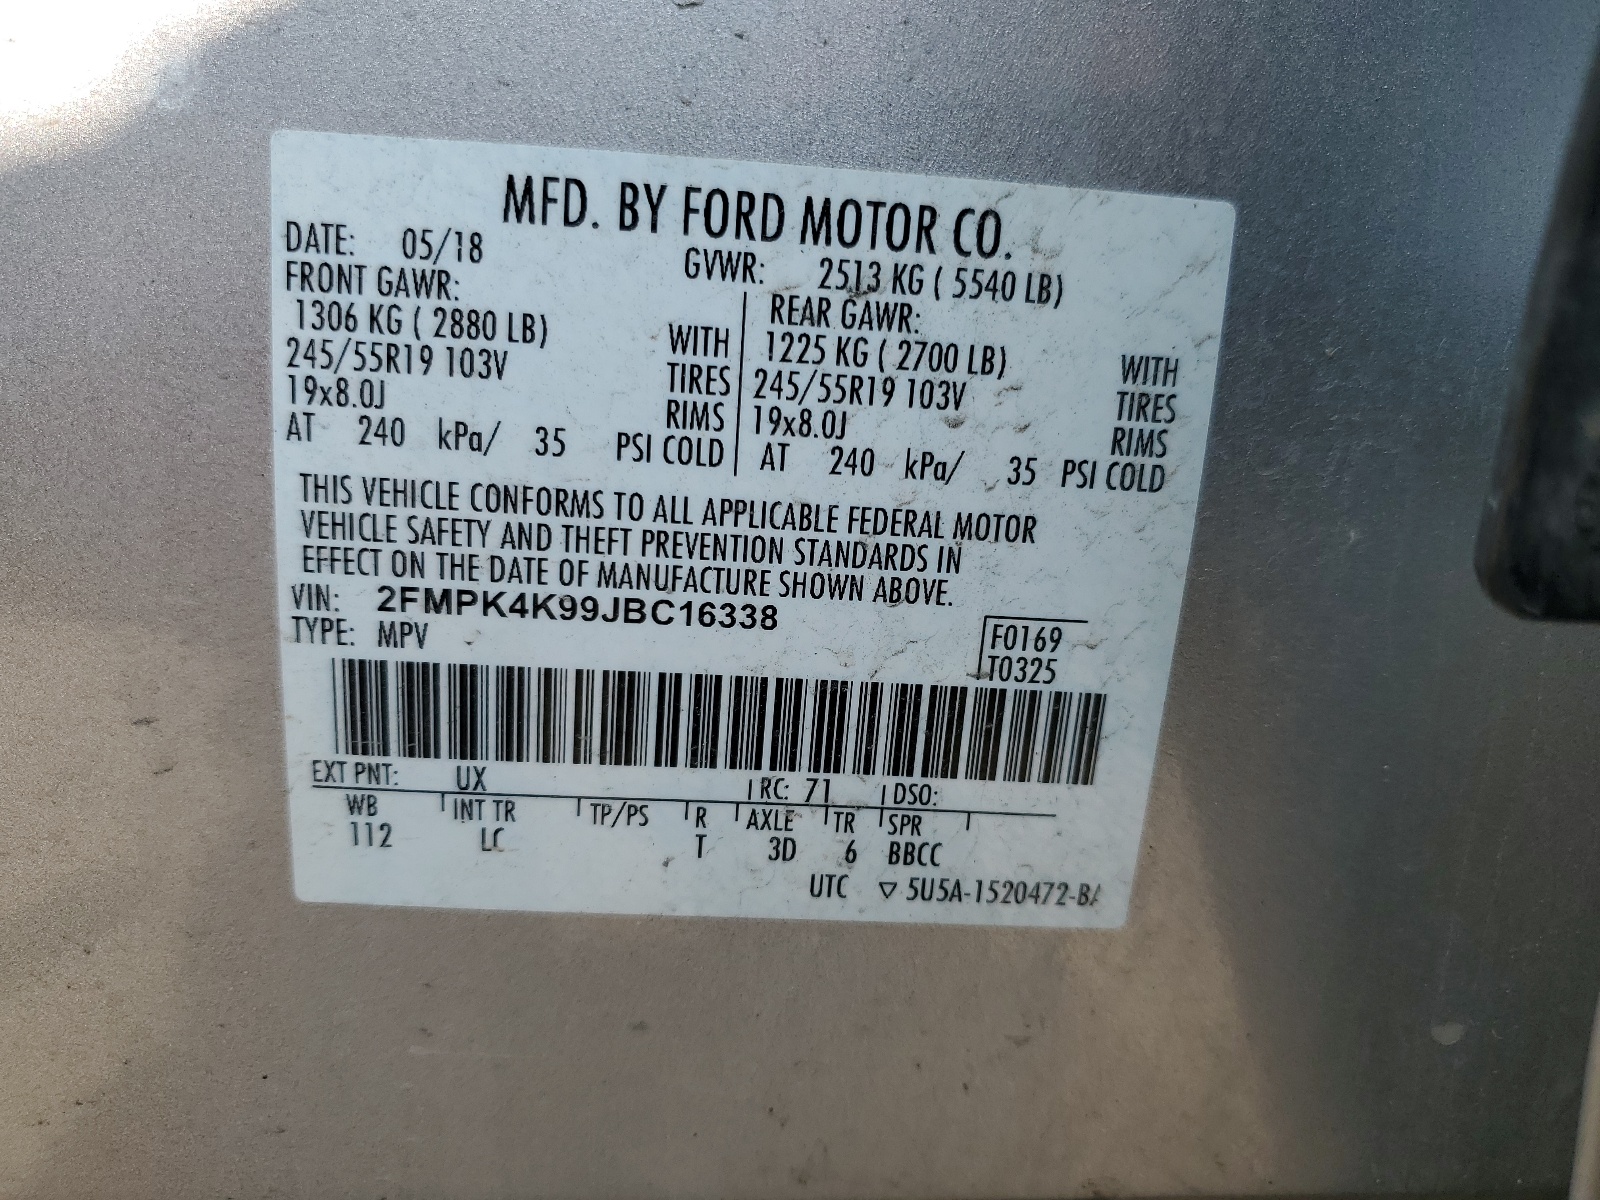 MFD. BY FORD MOTOR CO.
DATE: 05/18 GVWR: 2513 KG ( 5540 LB)
FRONT GAWR: REAR GAWR:
1306 KG ( 2880 LB) WITH 1225 KG ( 2700 LB) WITH
245/55R19 103V TIRES 245/55R19 103V TIRES
19x8.0J RIMS 19x8.0J RIMS
AT 240 kPa/ 35 PSI COLD AT 240 kPa/ 35 PSI COLD
THIS VEHICLE CONFORMS TO ALL APPLICABLE FEDERAL MOTOR
VEHICLE SAFETY AND THEFT PREVENTION STANDARDS IN
EFFECT ON THE DATE OF MANUFACTURE SHOWN ABOVE.
VIN: 2FMPK4K99JBC16338
TYPE: MPV F0169
T0325
EXT PNT: UX RC: 71 DSO:
WB INT TR TP/PS R AXLE TR SPR
112 LC T 3D 6 BBCC
UTC ▽ 5U5A-1520472-BA